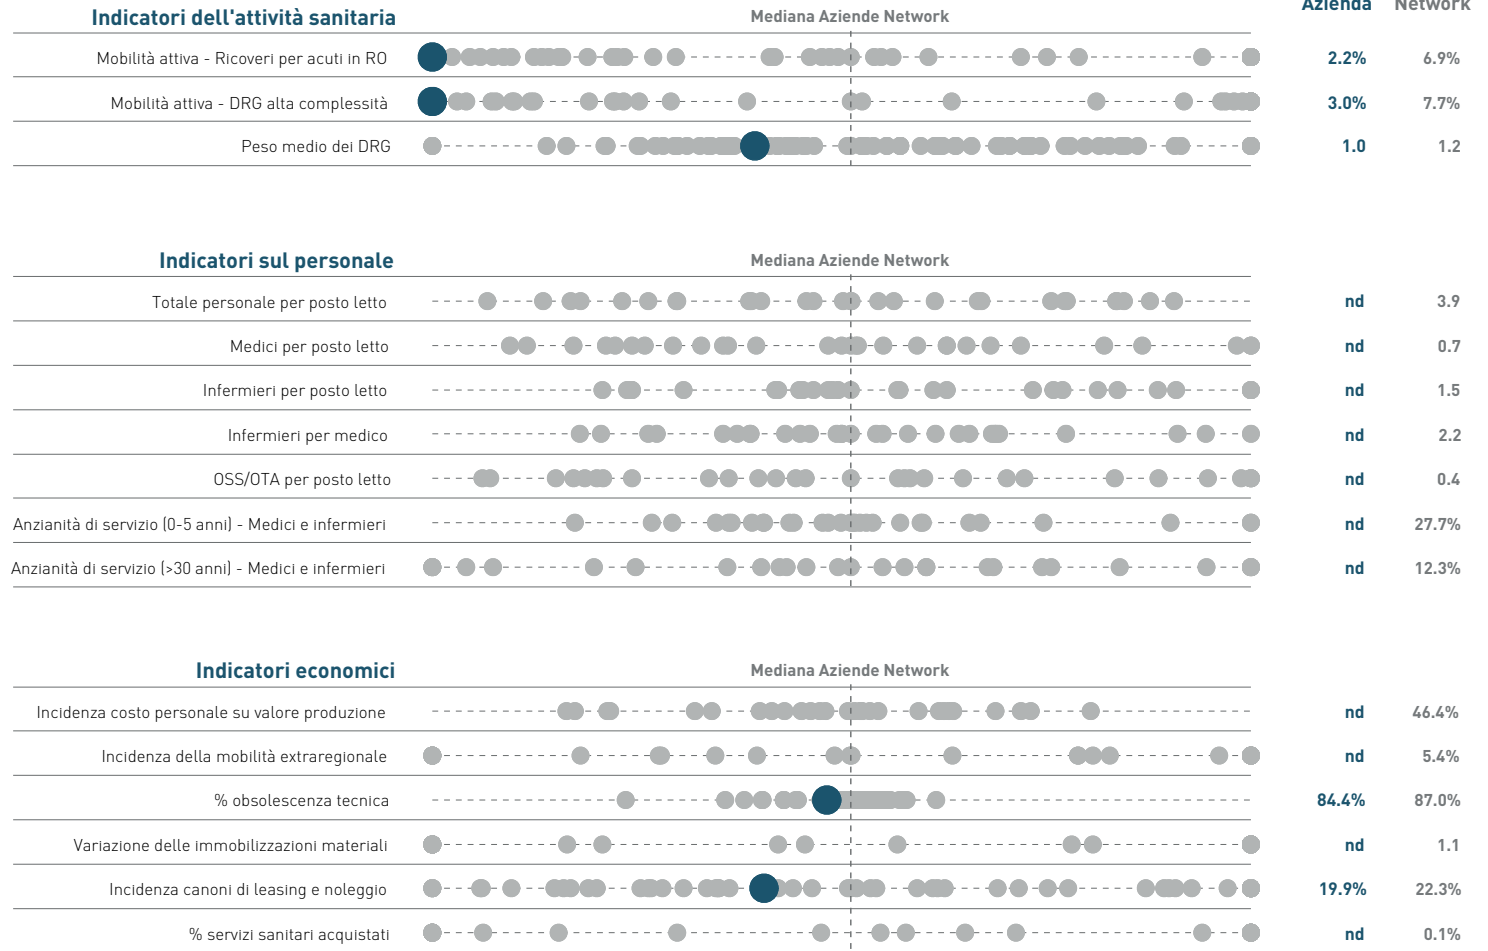 Azienda Network
Indicatori dell'attività sanitaria Mediana Aziende Network
Mobilità attiva - Ricoveri per acuti in RO 2.2% 6.9%
Mobilità attiva - DRG alta complessità 3.0% 7.7%
Peso medio dei DRG 1.0 1.2
Indicatori sul personale Mediana Aziende Network
Totale personale per posto letto nd 3.9
Medici per posto letto nd 0.7
Infermieri per posto letto nd 1.5
Infermieri per medico nd 2.2
OSS/OTA per posto letto nd 0.4
Anzianità di servizio (0-5 anni) - Medici e infermieri nd 27.7%
Anzianità di servizio (>30 anni) - Medici e infermieri nd 12.3%
Indicatori economici Mediana Aziende Network
Incidenza costo personale su valore produzione nd 46.4%
Incidenza della mobilità extraregionale nd 5.4%
% obsolescenza tecnica 84.4% 87.0%
Variazione delle immobilizzazioni materiali nd 1.1
Incidenza canoni di leasing e noleggio 19.9% 22.3%
% servizi sanitari acquistati nd 0.1%